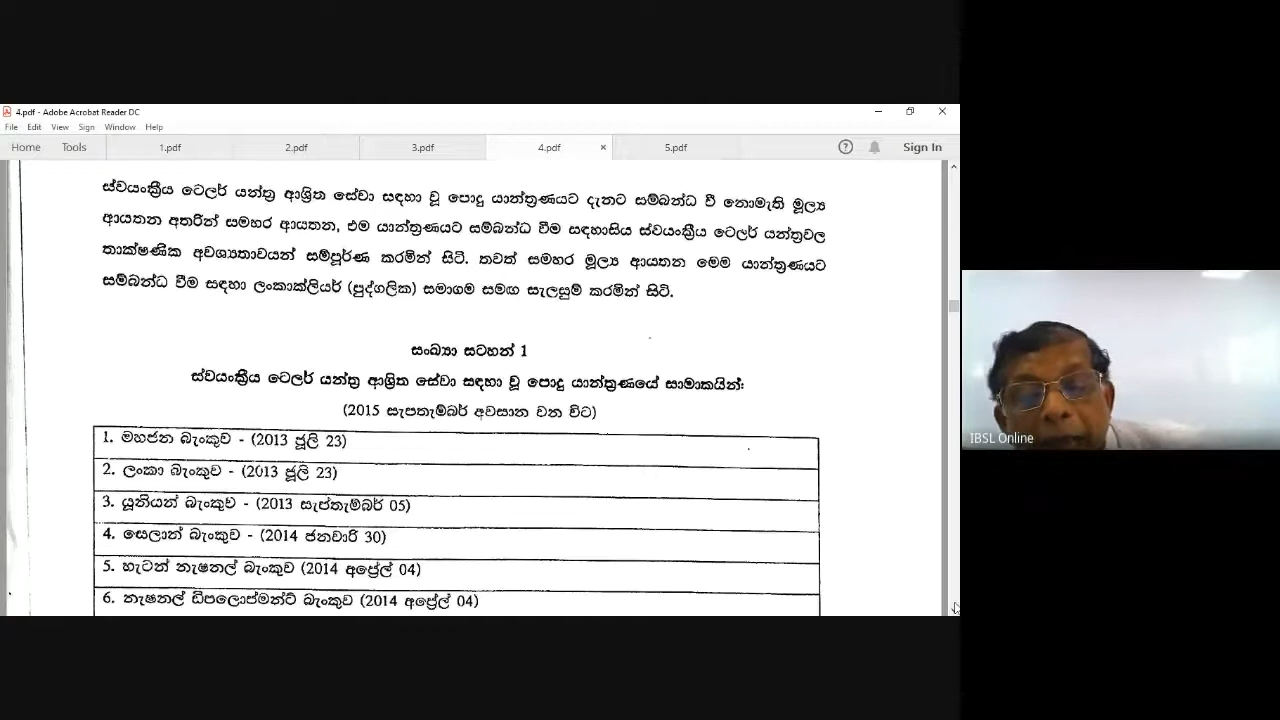 4.pdf - Adobe Acrobat Reader DC
File Edit View Sign Window Help
Home Tools 1.pdf 2.pdf 3.pdf 4.pdf × 5.pdf ? Sign In
ස්වයංක්‍රීය ටෙලර් යන්ත්‍ර ආශ්‍රිත සේවා සඳහා වූ පොදු යාන්ත්‍රණයට දැනට සම්බන්ධ වී නොමැති මූල්‍ය
ආයතන අතරින් සමහර ආයතන, එම යාන්ත්‍රණයට සම්බන්ධ වීම සඳහාසිය ස්වයංක්‍රීය ටෙලර් යන්ත්‍රවල
තාක්ෂණික අවශ්‍යතාවයන් සම්පූර්ණ කරමින් සිටී. තවත් සමහර මූල්‍ය ආයතන මෙම යාන්ත්‍රණයට
සම්බන්ධ වීම සඳහා ලංකාක්ලියර් (පුද්ගලික) සමාගම සමඟ සැලසුම් කරමින් සිටී.
සංඛ්‍යා සටහන් 1
ස්වයංක්‍රීය ටෙලර් යන්ත්‍ර ආශ්‍රිත සේවා සඳහා වූ පොදු යාන්ත්‍රණයේ සාමාකයින්:
(2015 සැපතැම්බර් අවසාන වන විට)
1. මහජන බැංකුව - (2013 ජූලි 23)
2. ලංකා බැංකුව - (2013 ජූලි 23)
3. යූනියන් බැංකුව - (2013 සැප්තැම්බර් 05)
4. සෙලාන් බැංකුව - (2014 ජනවාරි 30)
5. හැටන් නැෂනල් බැංකුව (2014 අප්‍රේල් 04)
6. නැෂනල් ඩිපලොප්මන්ට් බැංකුව (2014 අප්‍රේල් 04)
IBSL Online